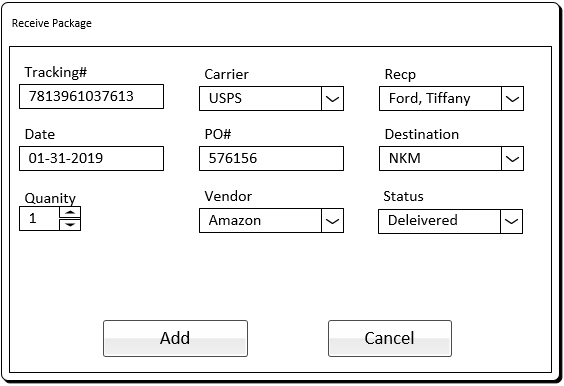 Receive Package
Tracking# Carrier Recp
7813961037613 USPS Ford, Tiffany
Date PO# Destination
01-31-2019 576156 NKM
Quanity Vendor Status
1 Amazon Deleivered
Add Cancel